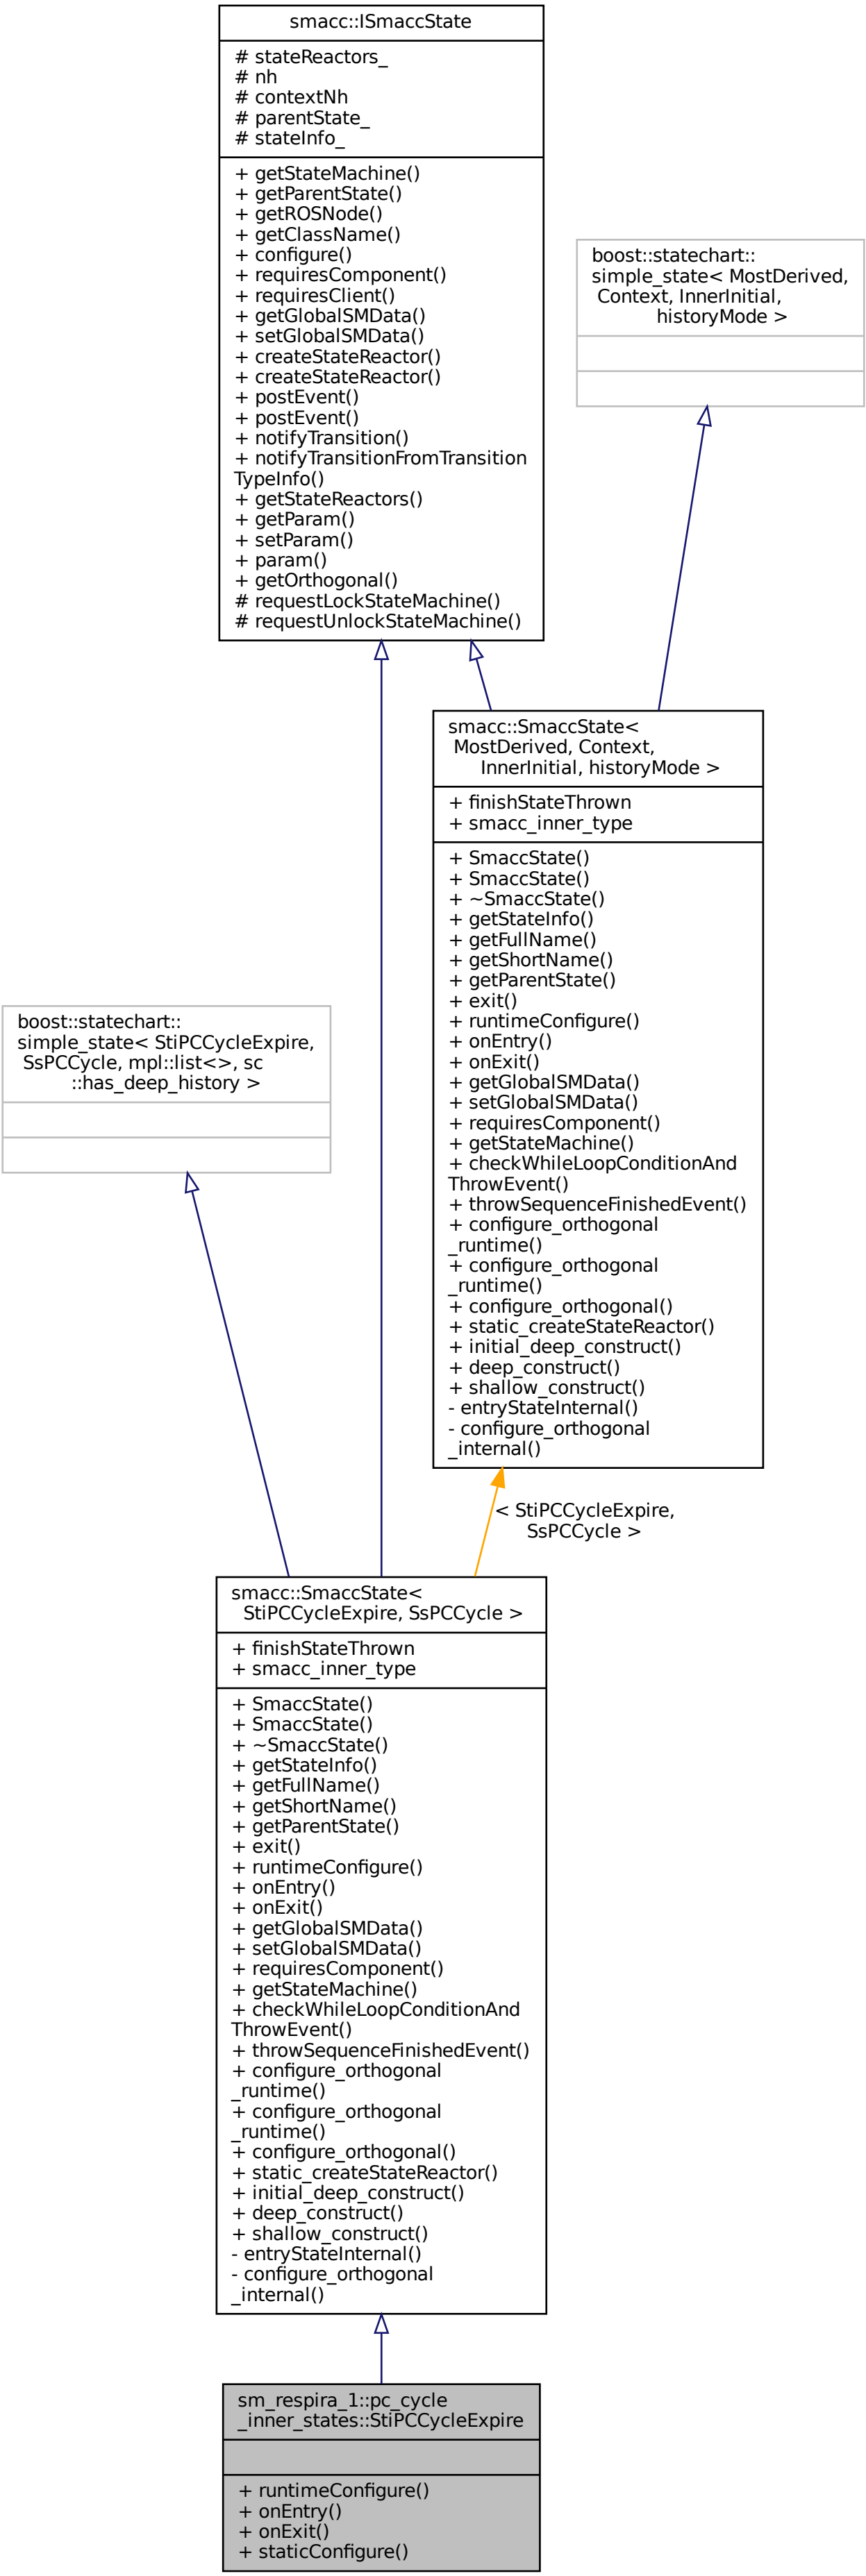 smacc::ISmaccState
# stateReactors_
# nh
# contextNh
# parentState_
# stateInfo_
+ getStateMachine()
+ getParentState()
+ getROSNode()
+ getClassName()
+ configure()
+ requiresComponent()
+ requiresClient()
+ getGlobalSMData()
+ setGlobalSMData()
+ createStateReactor()
+ createStateReactor()
+ postEvent()
+ postEvent()
+ notifyTransition()
+ notifyTransitionFromTransition
TypeInfo()
+ getStateReactors()
+ getParam()
+ setParam()
+ param()
+ getOrthogonal()
# requestLockStateMachine()
# requestUnlockStateMachine()
boost::statechart::
simple_state< MostDerived,
Context, InnerInitial,
historyMode >
smacc::SmaccState<
MostDerived, Context,
InnerInitial, historyMode >
+ finishStateThrown
+ smacc_inner_type
+ SmaccState()
+ SmaccState()
+ ~SmaccState()
+ getStateInfo()
+ getFullName()
+ getShortName()
+ getParentState()
+ exit()
+ runtimeConfigure()
+ onEntry()
+ onExit()
+ getGlobalSMData()
+ setGlobalSMData()
+ requiresComponent()
+ getStateMachine()
+ checkWhileLoopConditionAnd
ThrowEvent()
+ throwSequenceFinishedEvent()
+ configure_orthogonal
_runtime()
+ configure_orthogonal
_runtime()
+ configure_orthogonal()
+ static_createStateReactor()
+ initial_deep_construct()
+ deep_construct()
+ shallow_construct()
- entryStateInternal()
- configure_orthogonal
_internal()
boost::statechart::
simple_state< StiPCCycleExpire,
SsPCCycle, mpl::list<>, sc
::has_deep_history >
< StiPCCycleExpire,
SsPCCycle >
smacc::SmaccState<
StiPCCycleExpire, SsPCCycle >
+ finishStateThrown
+ smacc_inner_type
+ SmaccState()
+ SmaccState()
+ ~SmaccState()
+ getStateInfo()
+ getFullName()
+ getShortName()
+ getParentState()
+ exit()
+ runtimeConfigure()
+ onEntry()
+ onExit()
+ getGlobalSMData()
+ setGlobalSMData()
+ requiresComponent()
+ getStateMachine()
+ checkWhileLoopConditionAnd
ThrowEvent()
+ throwSequenceFinishedEvent()
+ configure_orthogonal
_runtime()
+ configure_orthogonal
_runtime()
+ configure_orthogonal()
+ static_createStateReactor()
+ initial_deep_construct()
+ deep_construct()
+ shallow_construct()
- entryStateInternal()
- configure_orthogonal
_internal()
sm_respira_1::pc_cycle
_inner_states::StiPCCycleExpire
+ runtimeConfigure()
+ onEntry()
+ onExit()
+ staticConfigure()